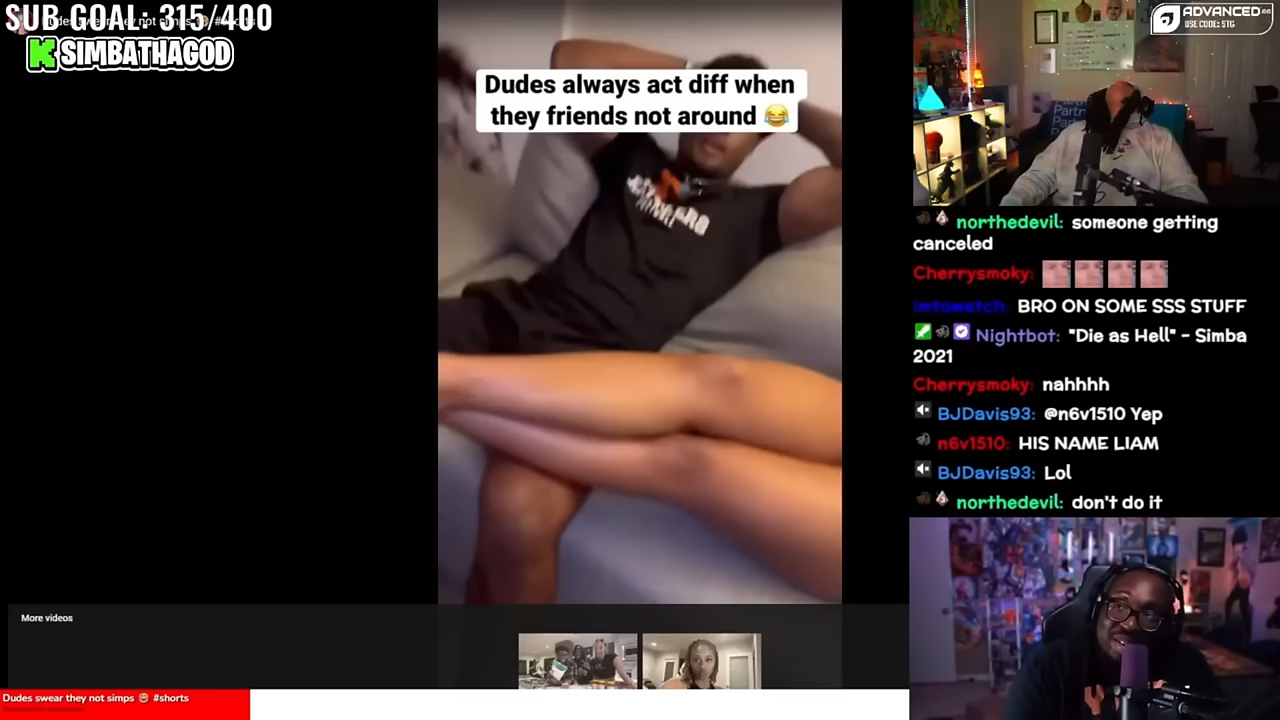 SUB GOAL: 315/400
K SIMBATHAGOD
Dudes always act diff when
they friends not around 😂
ADVANCED.GG
USE CODE: STG
northedevil: someone getting
canceled
Cherrysmoky:
imtowatch: BRO ON SOME SSS STUFF
Nightbot: "Die as Hell" - Simba
2021
Cherrysmoky: nahhhh
BJDavis93: @n6v1510 Yep
n6v1510: HIS NAME LIAM
BJDavis93: Lol
northedevil: don't do it
More videos
Dudes swear they not simps 😂 #shorts